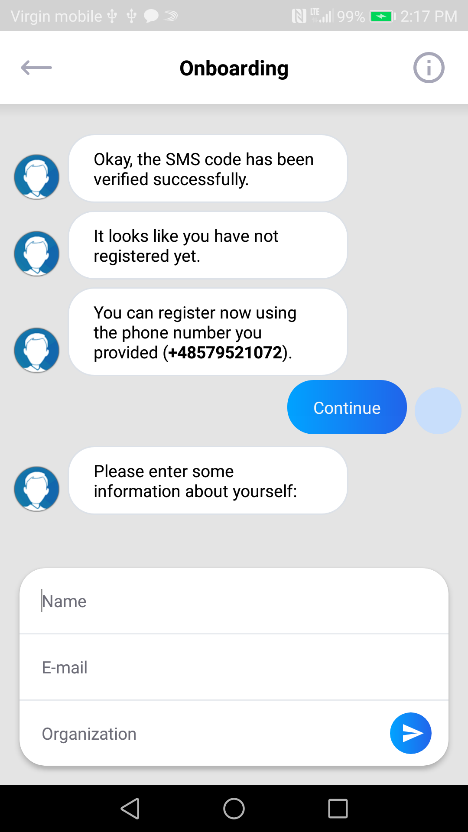 Virgin mobile 99% 2:17 PM
Onboarding
Okay, the SMS code has been
verified successfully.
It looks like you have not
registered yet.
You can register now using
the phone number you
provided (+48579521072).
Continue
Please enter some
information about yourself:
Name
E-mail
Organization